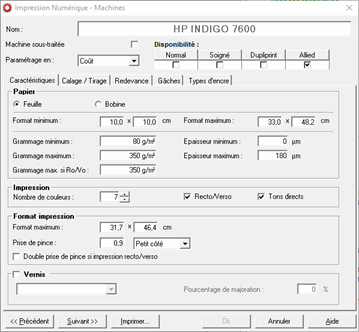 Impression Numérique - Machines
Nom : HP INDIGO 7600
Machine sous-traitée
Disponibilité :
Normal Soigné Dupliprint Allied
Paramétrage en : Coût
Caractéristiques Calage / Tirage Redevance Gâches Types d'encre
Papier
Feuille Bobine
Format minimum : 10,0 x 10,0 cm Format maximum : 33,0 x 48,2 cm
Grammage minimum : 80 g/m² Epaisseur minimum : 0 µm
Grammage maximum : 350 g/m² Epaisseur maximum : 180 µm
Grammage max. si Ro/Vo : 350 g/m²
Impression
Nombre de couleurs : 7 Recto/Verso Tons directs
Format impression
Format maximum : 31,7 x 46,4 cm
Prise de pince : 0,9 Petit côté
Double prise de pince si impression recto/verso
Vernis
Pourcentage de majoration : 0 %
<< Précédent Suivant >> Imprimer... Ok Annuler Aide